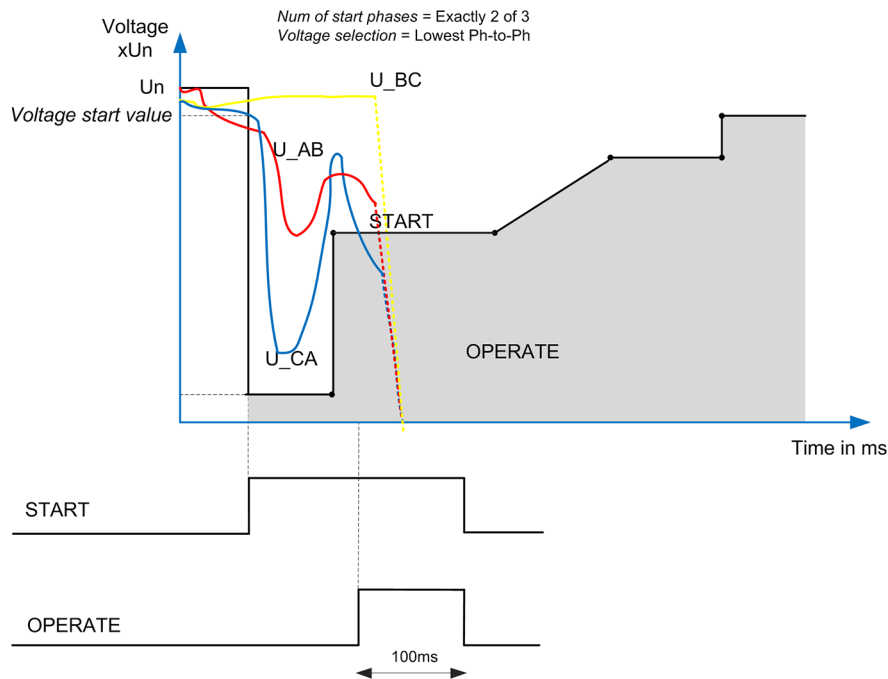 Num of start phases = Exactly 2 of 3
Voltage selection = Lowest Ph-to-Ph
Voltage
xUn
Un
Voltage start value
U_BC
U_AB
START
U_CA
OPERATE
Time in ms
START
OPERATE
100ms